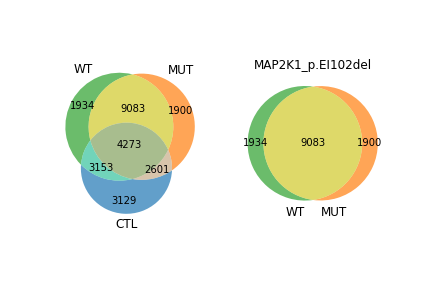 WT
MUT
1934
9083
1900
4273
3153
2601
3129
CTL
MAP2K1_p.EI102del
1934
9083
1900
WT
MUT